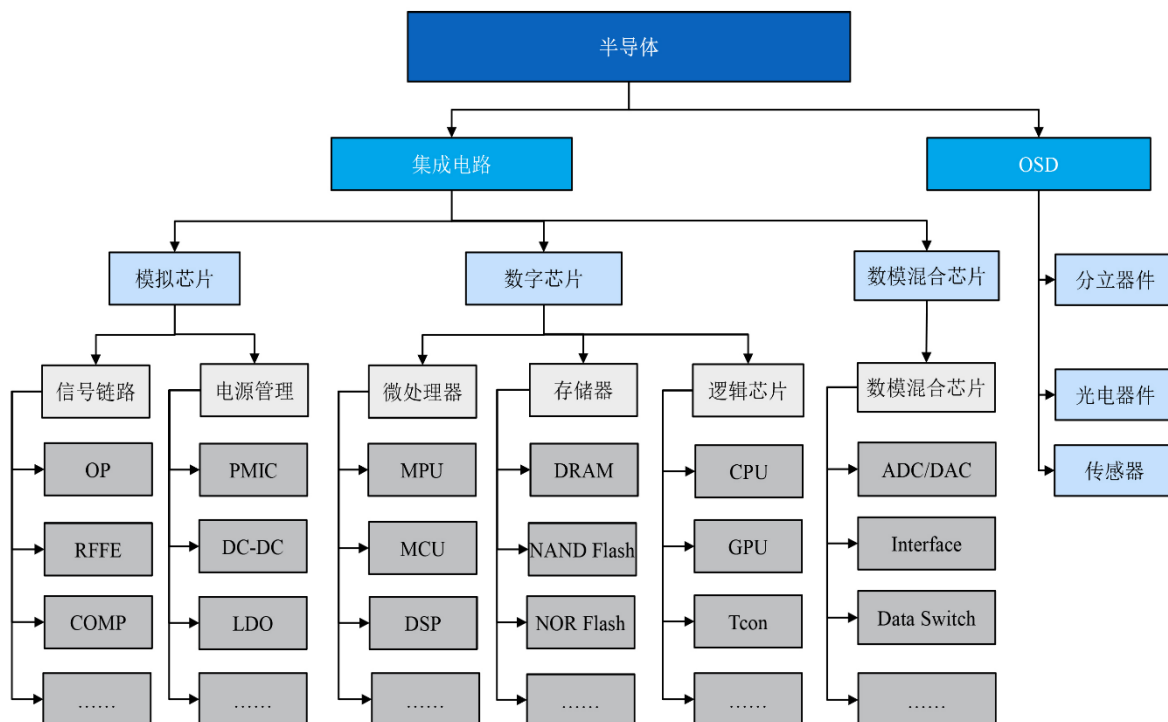 半导体
集成电路
OSD
模拟芯片
数字芯片
数模混合芯片
分立器件
光电器件
传感器
信号链路
电源管理
微处理器
存储器
逻辑芯片
数模混合芯片
OP
PMIC
MPU
DRAM
CPU
ADC/DAC
RFFE
DC-DC
MCU
NAND Flash
GPU
Interface
COMP
LDO
DSP
NOR Flash
Tcon
Data Switch
……
……
……
……
……
……